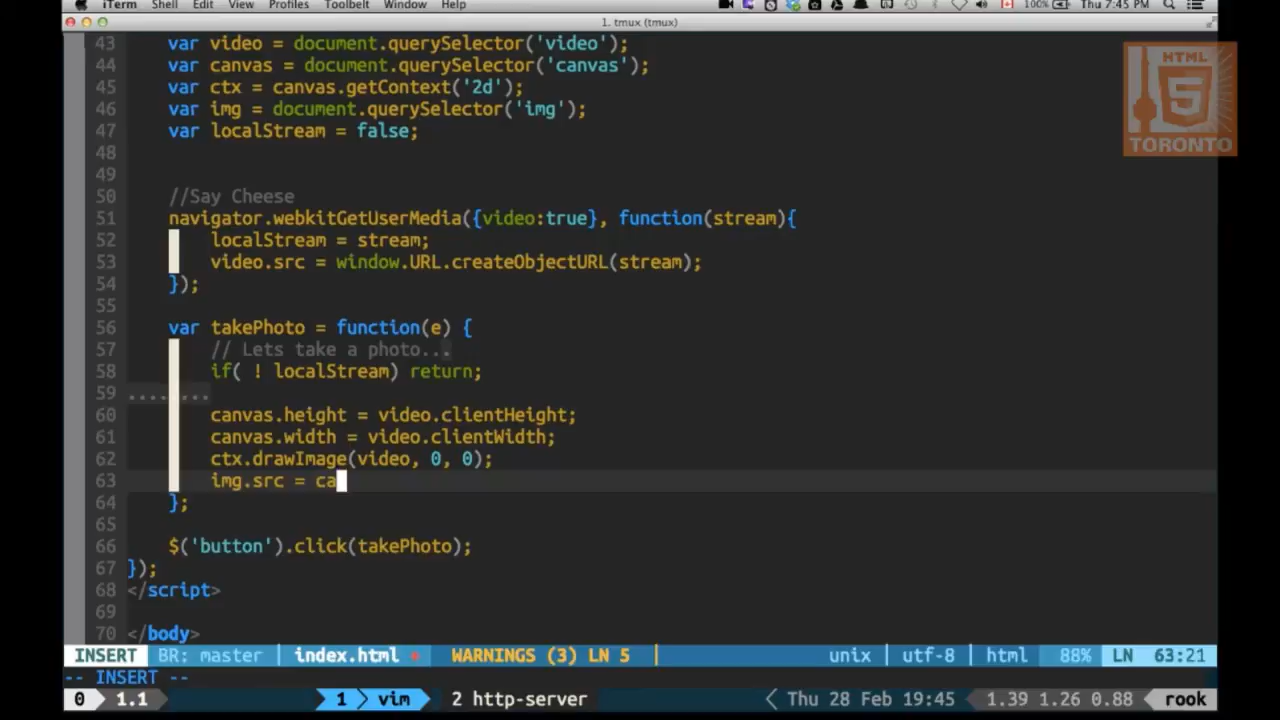 iTerm Shell Edit View Profiles Toolbelt Window Help 100% Thu 7:45 PM
1. tmux (tmux)
HTML
5
TORONTO
43 var video = document.querySelector('video');
44 var canvas = document.querySelector('canvas');
45 var ctx = canvas.getContext('2d');
46 var img = document.querySelector('img');
47 var localStream = false;
48
49
50 //Say Cheese
51 navigator.webkitGetUserMedia({video:true}, function(stream){
52 localStream = stream;
53 video.src = window.URL.createObjectURL(stream);
54 });
55
56 var takePhoto = function(e) {
57 // Lets take a photo...
58 if( ! localStream) return;
59 ........
60 canvas.height = video.clientHeight;
61 canvas.width = video.clientWidth;
62 ctx.drawImage(video, 0, 0);
63 img.src = ca
64 };
65
66 $('button').click(takePhoto);
67 });
68 </script>
69
70 </body>
INSERT BR: master index.html WARNINGS (3) LN 5 unix utf-8 html 88% LN 63:21
-- INSERT --
0 1.1 1 vim 2 http-server Thu 28 Feb 19:45 1.39 1.26 0.88 rook